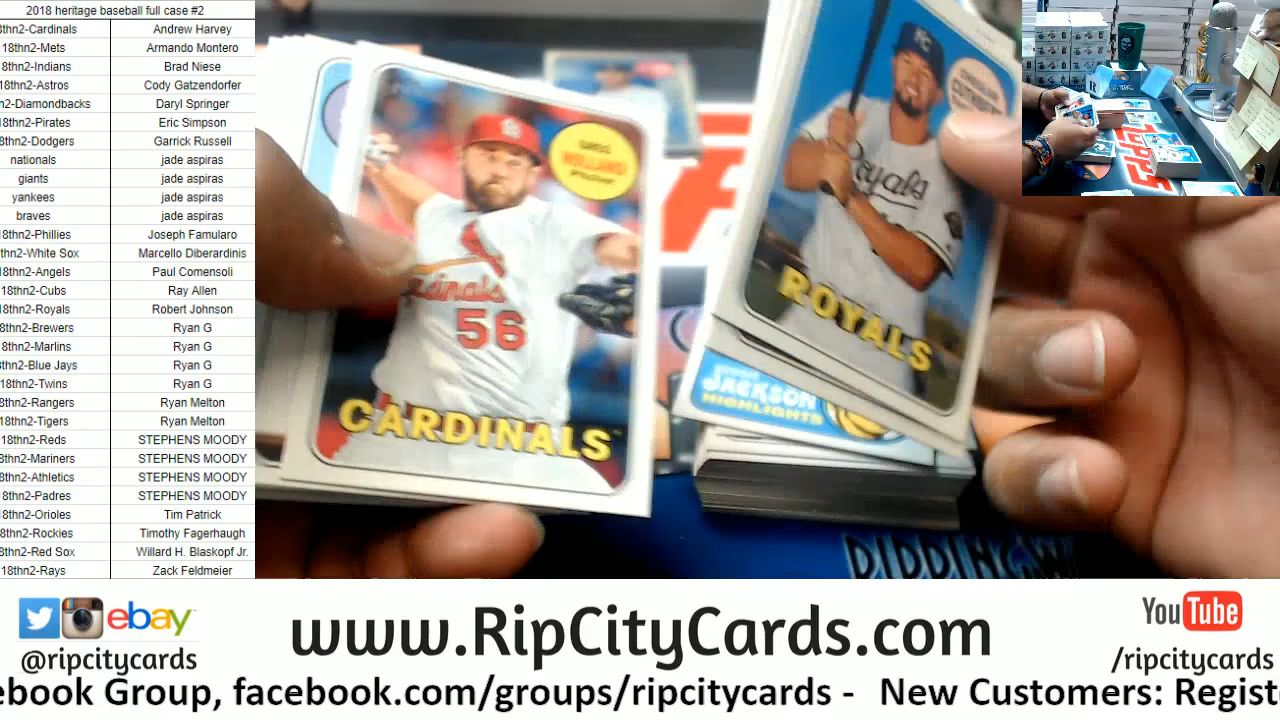 2018 heritage baseball full case #2
8thn2-Cardinals Andrew Harvey
18thn2-Mets Armando Montero
8thn2-Indians Brad Niese
18thn2-Astros Cody Gatzendorfer
n2-Diamondbacks Daryl Springer
18thn2-Pirates Eric Simpson
8thn2-Dodgers Garrick Russell
nationals jade aspiras
giants jade aspiras
yankees jade aspiras
braves jade aspiras
18thn2-Phillies Joseph Famularo
thn2-White Sox Marcello Diberardinis
18thn2-Angels Paul Comensoli
18thn2-Cubs Ray Allen
18thn2-Royals Robert Johnson
8thn2-Brewers Ryan G
8thn2-Marlins Ryan G
8thn2-Blue Jays Ryan G
18thn2-Twins Ryan G
8thn2-Rangers Ryan Melton
18thn2-Tigers Ryan Melton
18thn2-Reds STEPHENS MOODY
8thn2-Mariners STEPHENS MOODY
8thn2-Athletics STEPHENS MOODY
8thn2-Padres STEPHENS MOODY
8thn2-Orioles Tim Patrick
8thn2-Rockies Timothy Fagerhaugh
8thn2-Red Sox Willard H. Blaskopf Jr.
18thn2-Rays Zack Feldmeier
GREG
HOLLAND
Pitcher
Cardinals
56
CARDINALS
Royals
ROYALS
JACKSON
HIGHLIGHTS
TOPPS
ebay
@ripcitycards
www.RipCityCards.com
YouTube
/ripcitycards
ebook Group, facebook.com/groups/ripcitycards - New Customers: Regist